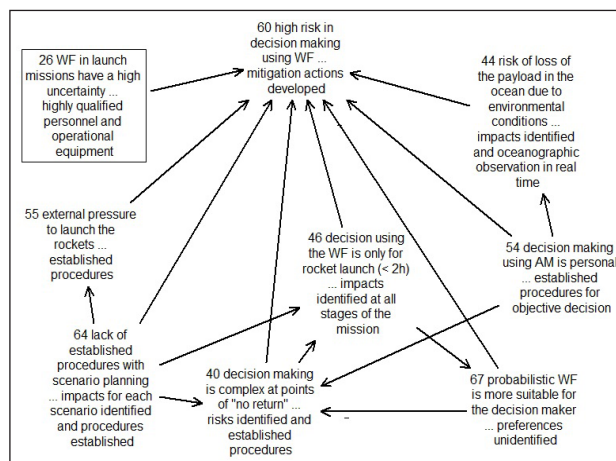 60 high risk in
decision making
using WF ...
mitigation actions
developed
26 WF in launch
missions have a high
uncertainty ...
highly qualified
personnel and
operational
equipment
44 risk of loss of
the payload in the
ocean due to
environmental
conditions ...
impacts identified
and oceanographic
observation in real
time
55 external pressure
to launch the
rockets ...
established
procedures
46 decision using
the WF is only for
rocket launch (< 2h)
... impacts
identified at all
stages of the
mission
54 decision making
using AM is personal
... established
procedures for
objective decision
64 lack of
established
procedures with
scenario planning
... impacts for each
scenario identified
and procedures
established
40 decision making
is complex at points
of "no return" ...
risks identified and
established
procedures
67 probabilistic WF
is more suitable for
the decision maker
... preferences
unidentified